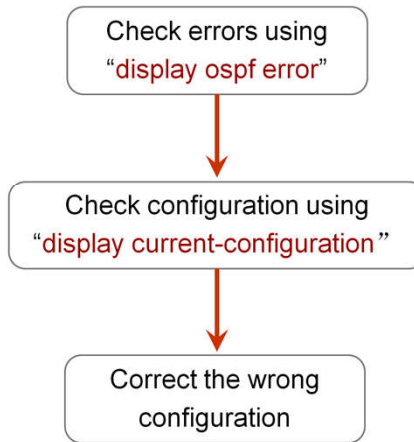 Check errors using
“display ospf error“
Check configuration using
“display current-configuration”
Correct the wrong
configuration